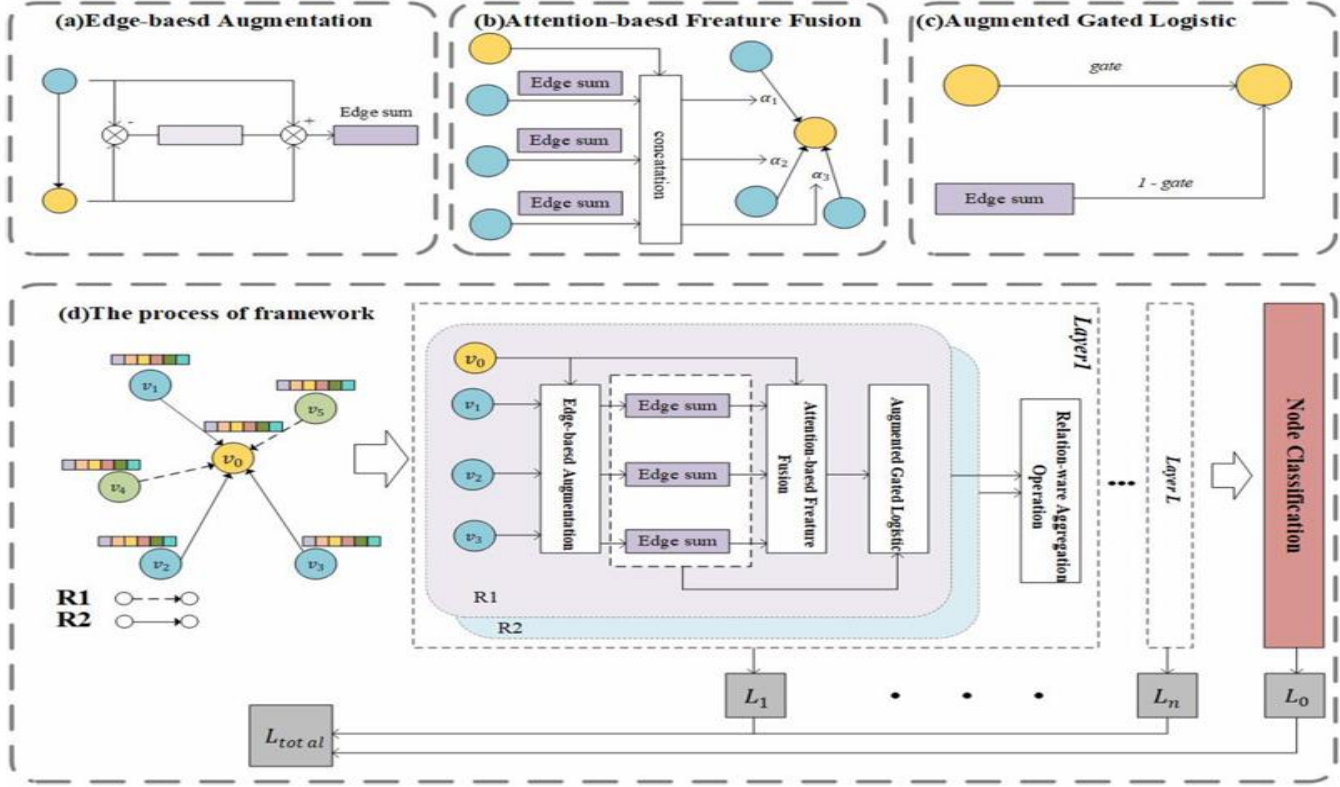 (a)Edge-baesd Augmentation
-
+
Edge sum
(b)Attention-baesd Freature Fusion
Edge sum
Edge sum
Edge sum
concatation
α1
α2
α3
(c)Augmented Gated Logistic
gate
Edge sum
1 - gate
(d)The process of framework
v1
v5
v0
v4
v2
v3
R1
R2
Layer1
v0
v1
v2
v3
Edge-baesd Augmentation
Edge sum
Edge sum
Edge sum
Attention-baesd Freature
Fusion
Augmented Gated Logistic
R1
R2
Relation-ware Aggregation
Operation
Layer L
Node Classification
L1
Ln
L0
Ltotal